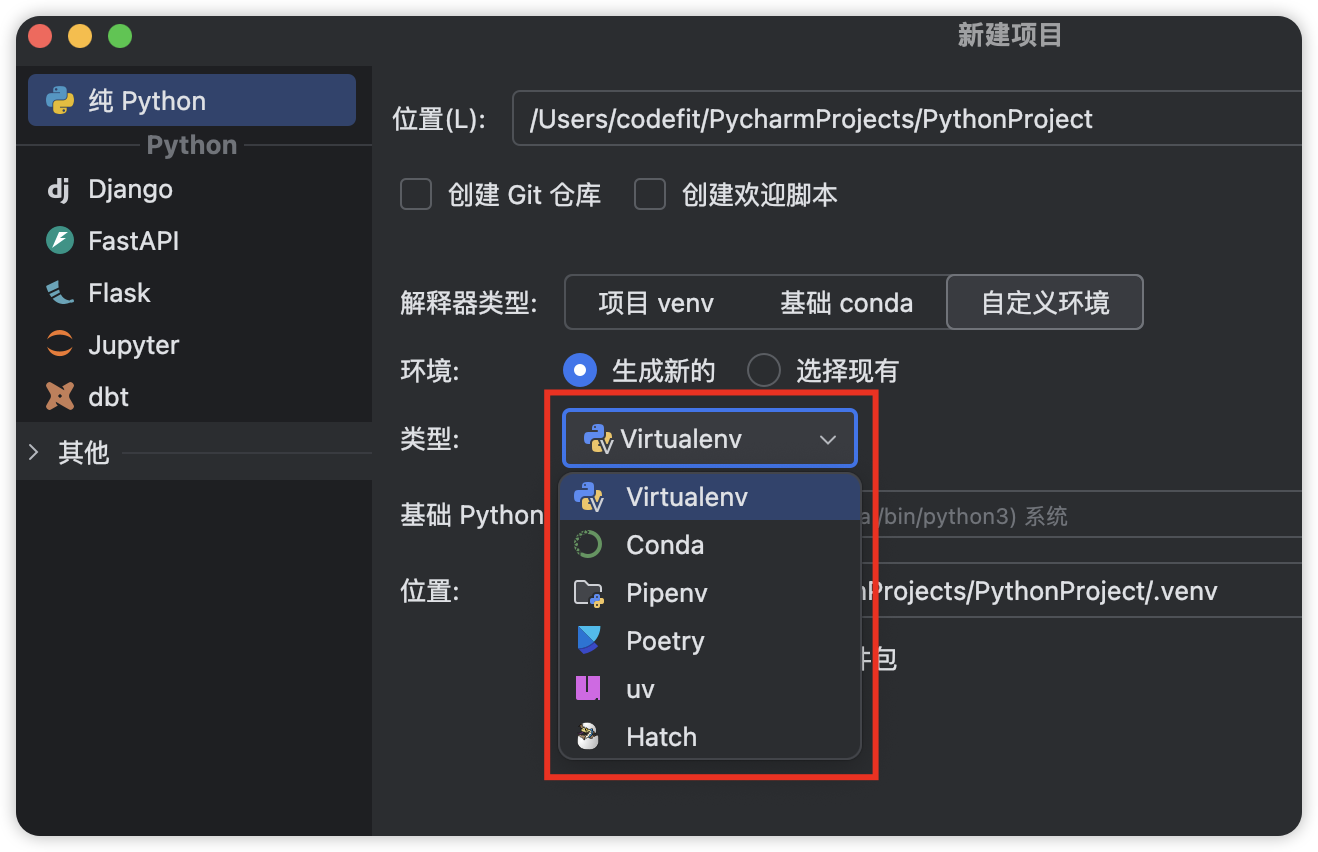 新建项目
纯 Python
Python
dj Django
FastAPI
Flask
Jupyter
dbt
其他
位置(L): /Users/codefit/PycharmProjects/PythonProject
创建 Git 仓库 创建欢迎脚本
解释器类型: 项目 venv 基础 conda 自定义环境
环境: 生成新的 选择现有
类型: Virtualenv
Virtualenv
Conda
Pipenv
Poetry
uv
Hatch
基础 Python /bin/python3) 系统
位置: Projects/PythonProject/.venv
包